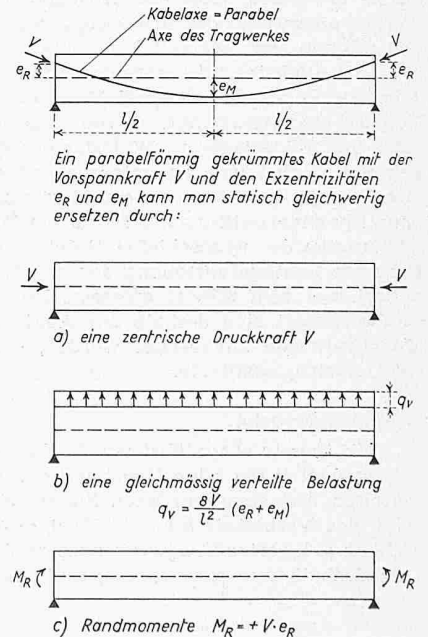 Kabelaxe = Parabel
Axe des Tragwerkes
V
V
e_R
e_M
e_R
l/2
l/2
Ein parabelförmig gekrümmtes Kabel mit der
Vorspannkraft V und den Exzentrizitäten
e_R und e_M kann man statisch gleichwertig
ersetzen durch:
V
V
a) eine zentrische Druckkraft V
q_V
b) eine gleichmässig verteilte Belastung
q_V = 8V/l² (e_R + e_M)
M_R
M_R
c) Randmomente M_R = + V·e_R